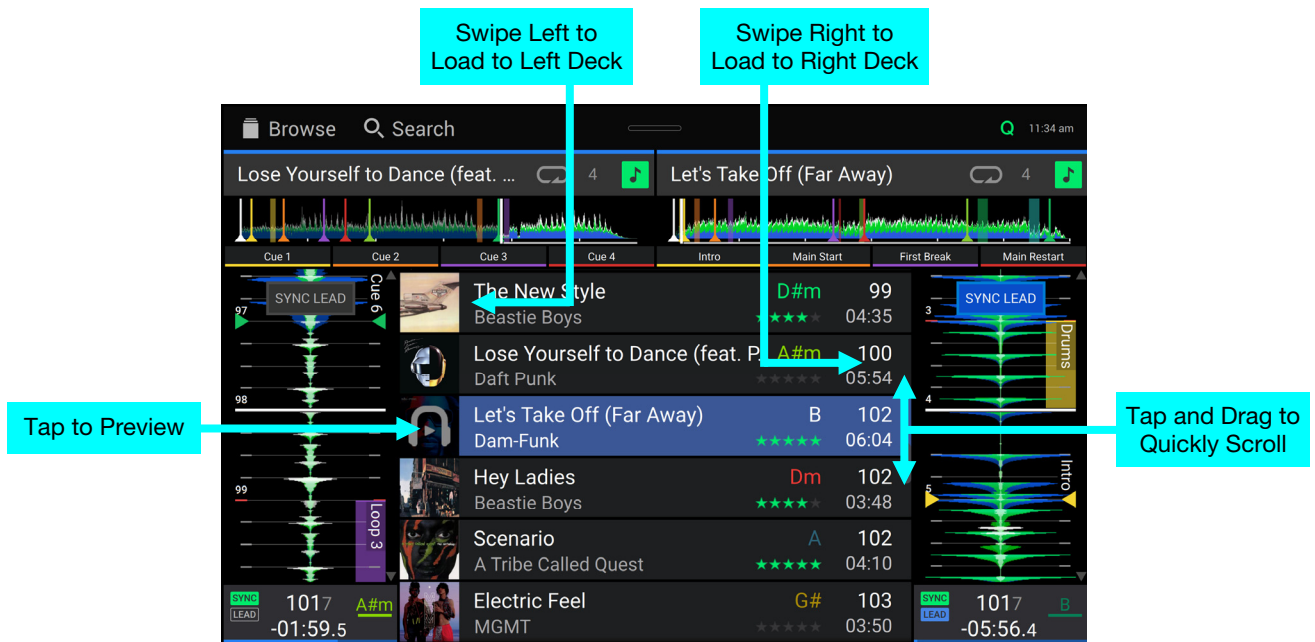 Swipe Left to
Load to Left Deck
Swipe Right to
Load to Right Deck
Browse Search Q 11:34 am
Lose Yourself to Dance (feat. ... 4
Let's Take Off (Far Away) 4
Cue 1 Cue 2 Cue 3 Cue 4 Intro Main Start First Break Main Restart
SYNC LEAD
Cue 6
97
98
99
Loop 3
Tap to Preview
The New Style D#m 99
Beastie Boys ★★★★★ 04:35
Lose Yourself to Dance (feat. P. A#m 100
Daft Punk ★★★★★ 05:54
Let's Take Off (Far Away) B 102
Dam-Funk ★★★★★ 06:04
Hey Ladies Dm 102
Beastie Boys ★★★★★ 03:48
Scenario A 102
A Tribe Called Quest ★★★★★ 04:10
Electric Feel G# 103
MGMT ★★★★★ 03:50
SYNC LEAD
3
Drums
4
Intro
5
Tap and Drag to
Quickly Scroll
SYNC
LEAD
1017 A#m
-01:59.5
SYNC
LEAD
1017 B
-05:56.4